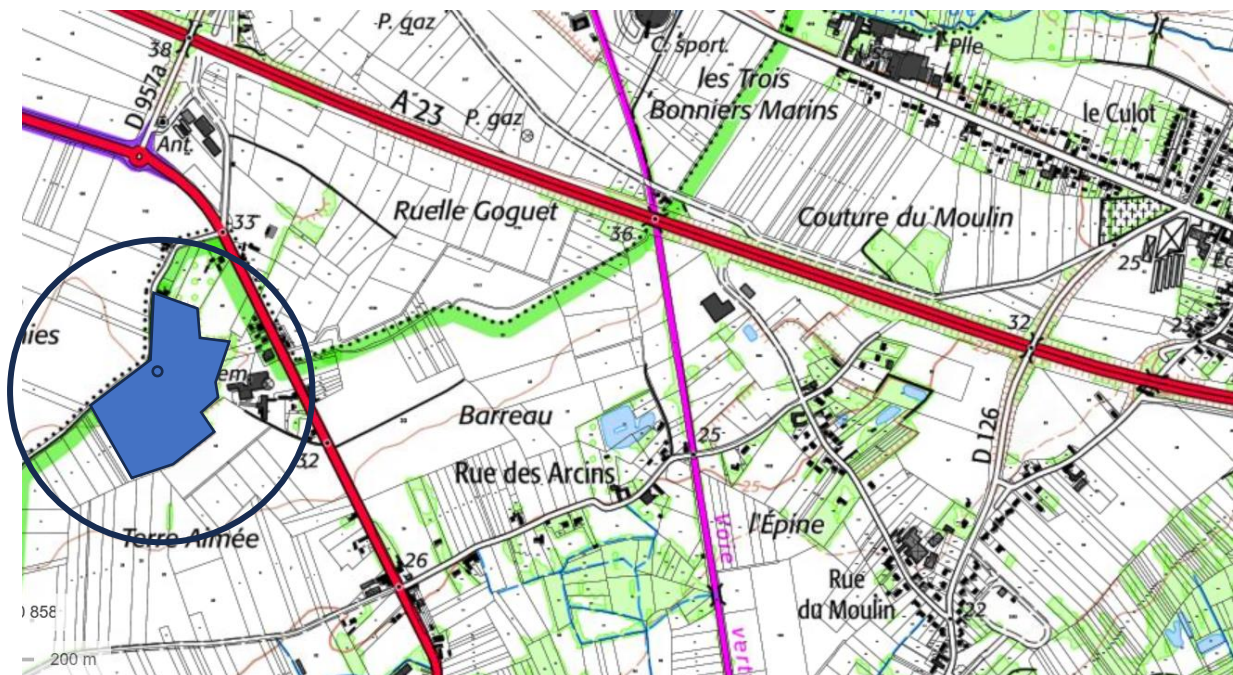 P. gaz
38
C. sport.
Plle
les Trois
Bonniers Marins
D 957a
A 23
P. gaz
le Culot
Ant.
Ruelle Goguet
Couture du Moulin
33
36
25
32
23
Barreau
25
D 126
32
Rue des Arcins
25
l'Épine
Terre Aimée
Voie
26
Rue
du Moulin
22
200 m